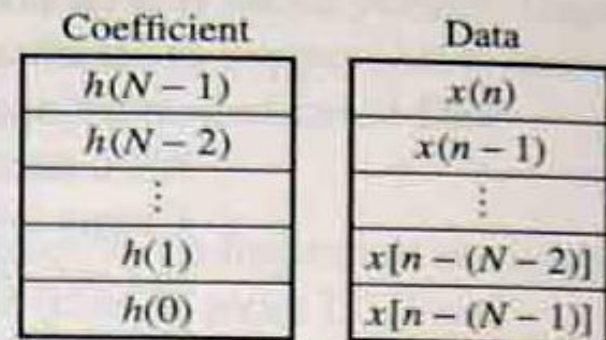 Coefficient Data
h(N – 1) x(n)
h(N – 2) x(n – 1)
⋮ ⋮
h(1) x[n – (N – 2)]
h(0) x[n – (N – 1)]